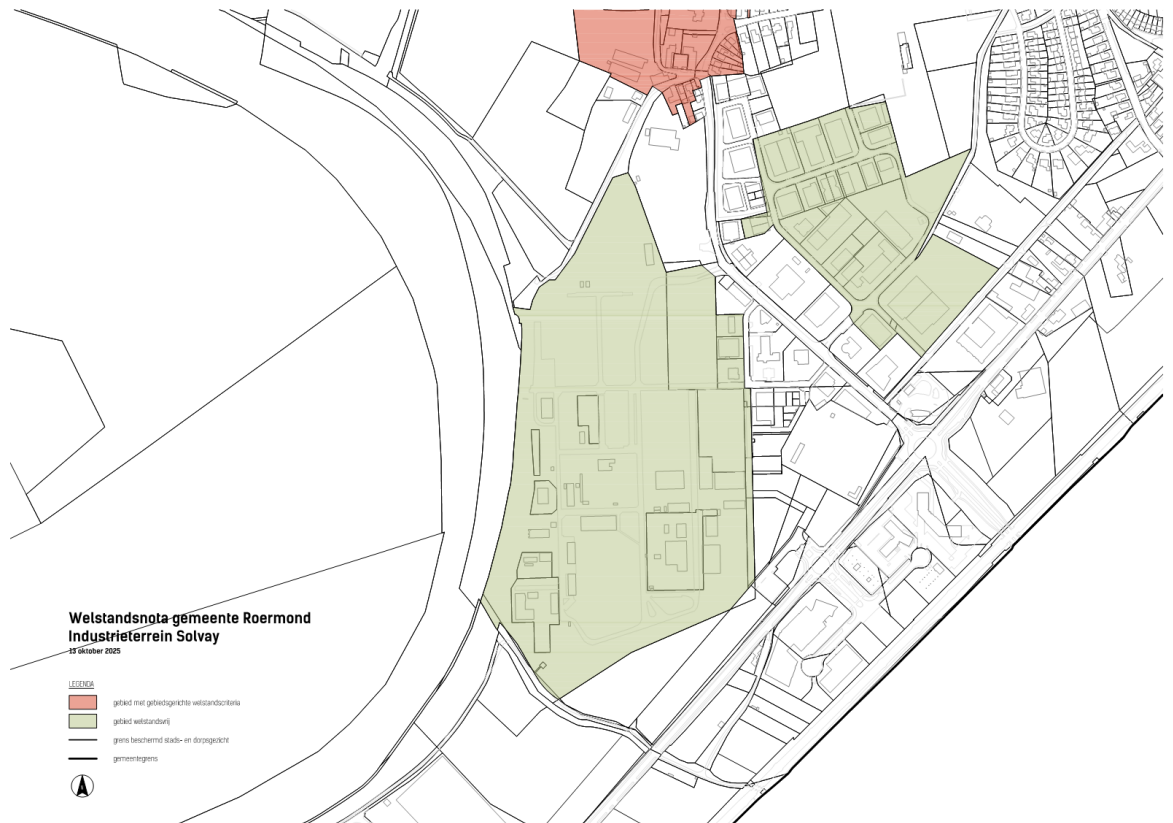 Welstandsnota gemeente Roermond
Industrieterrein Solvay
13 oktober 2025
LEGENDA
gebied met gebiedsgerichte welstandscriteria
gebied welstandsvrij
grens beschermd stads- en dorpsgezicht
gemeentegrens